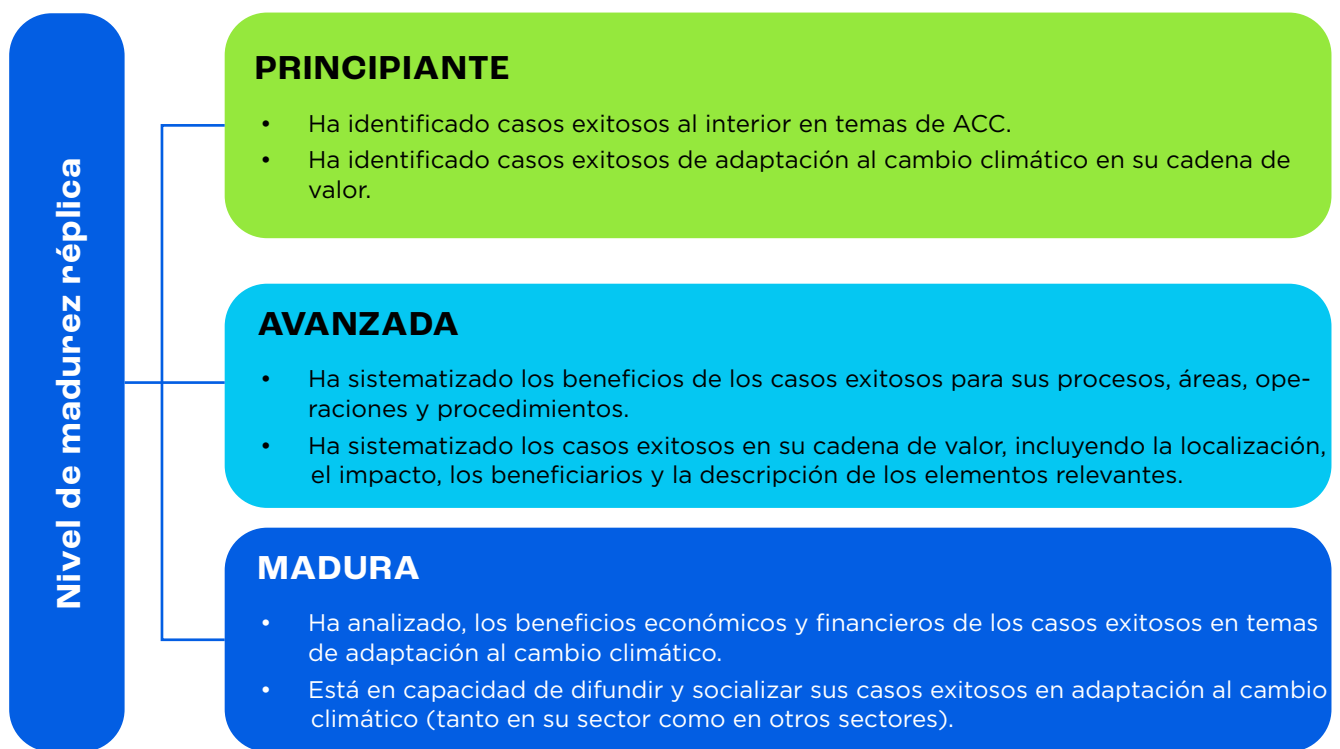 Nivel de madurez réplica
PRINCIPIANTE
• Ha identificado casos exitosos al interior en temas de ACC.
• Ha identificado casos exitosos de adaptación al cambio climático en su cadena de
valor.
AVANZADA
• Ha sistematizado los beneficios de los casos exitosos para sus procesos, áreas, ope-
raciones y procedimientos.
• Ha sistematizado los casos exitosos en su cadena de valor, incluyendo la localización,
el impacto, los beneficiarios y la descripción de los elementos relevantes.
MADURA
• Ha analizado, los beneficios económicos y financieros de los casos exitosos en temas
de adaptación al cambio climático.
• Está en capacidad de difundir y socializar sus casos exitosos en adaptación al cambio
climático (tanto en su sector como en otros sectores).